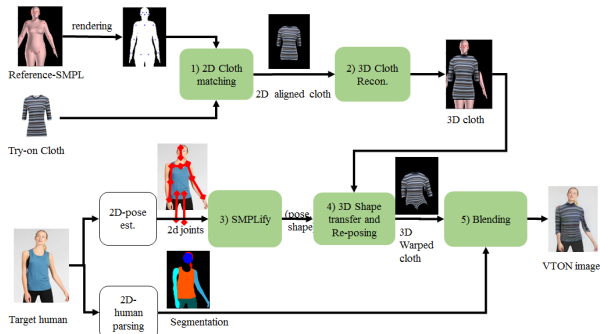 rendering
Reference-SMPL
1) 2D Cloth
matching
2D aligned cloth
2) 3D Cloth
Recon.
3D cloth
Try-on Cloth
2D-pose
est.
2d joints
3) SMPLify
(pose
shape)
4) 3D Shape
transfer and
Re-posing
3D
Warped
cloth
5) Blending
VTON image
Target human
2D-
human
parsing
Segmentation